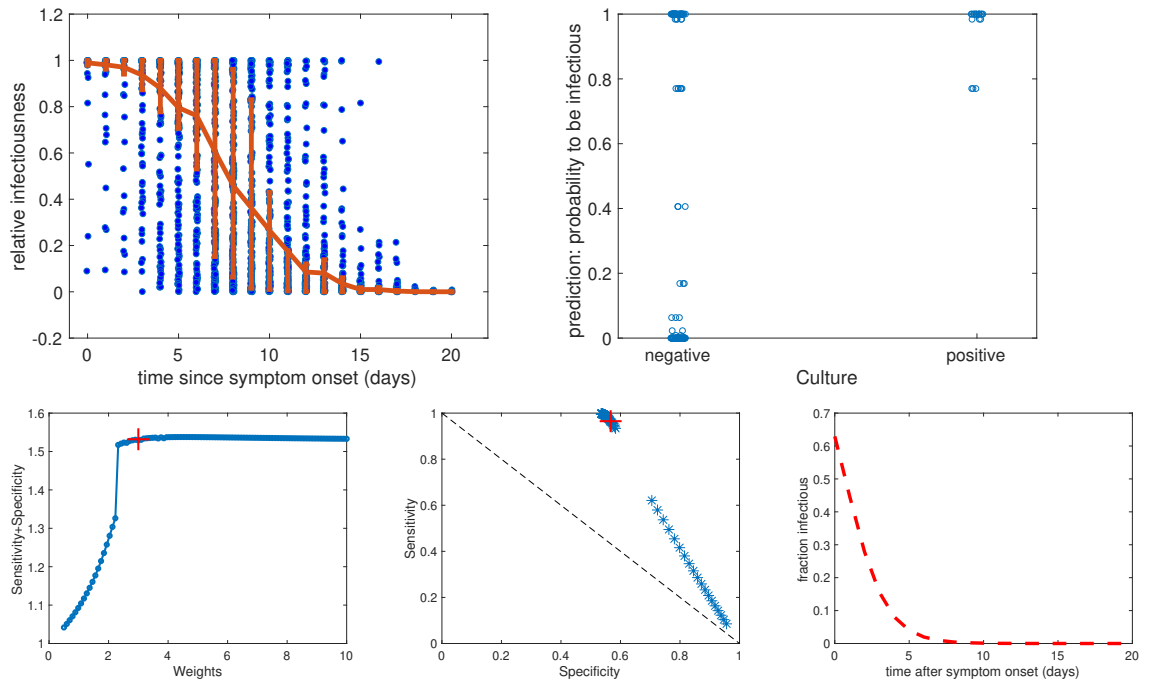 relative infectiousness
1.2
1
0.8
0.6
0.4
0.2
0
-0.2
0 5 10 15 20
time since symptom onset (days)
prediction: probability to be infectious
1
0.8
0.6
0.4
0.2
0
negative positive
Culture
Sensitivity+Specificity
1.6
1.5
1.4
1.3
1.2
1.1
1
0 2 4 6 8 10
Weights
Sensitivity
1
0.8
0.6
0.4
0.2
0
0 0.2 0.4 0.6 0.8 1
Specificity
fraction infectious
0.7
0.6
0.5
0.4
0.3
0.2
0.1
0
0 5 10 15 20
time after symptom onset (days)